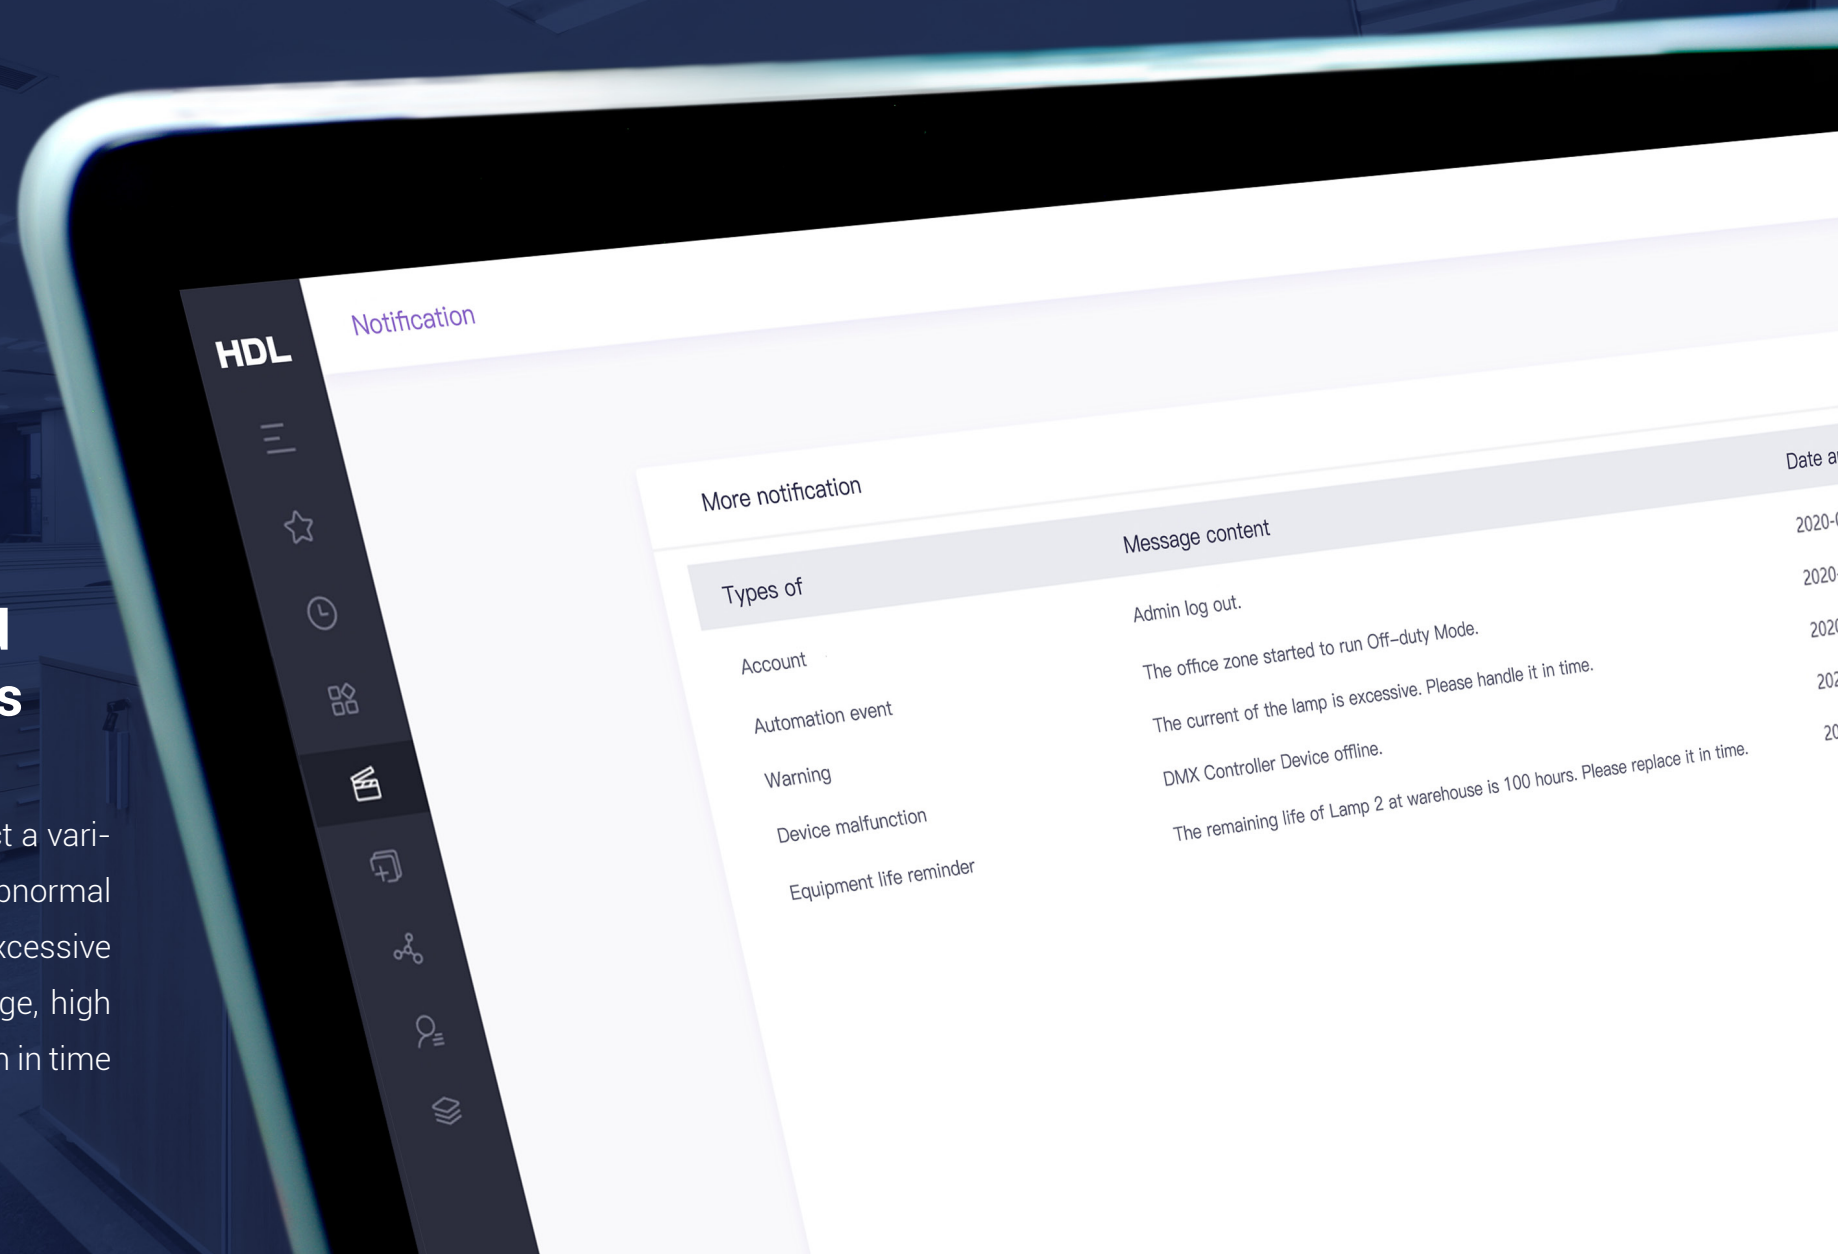 HDL
Notification
More notification
Types of Message content Date
Account Admin log out.
Automation event The office zone started to run Off-duty Mode.
Warning The current of the lamp is excessive. Please handle it in time.
Device malfunction DMX Controller Device offline.
Equipment life reminder The remaining life of Lamp 2 at warehouse is 100 hours. Please replace it in time.
a vari-
high
in time